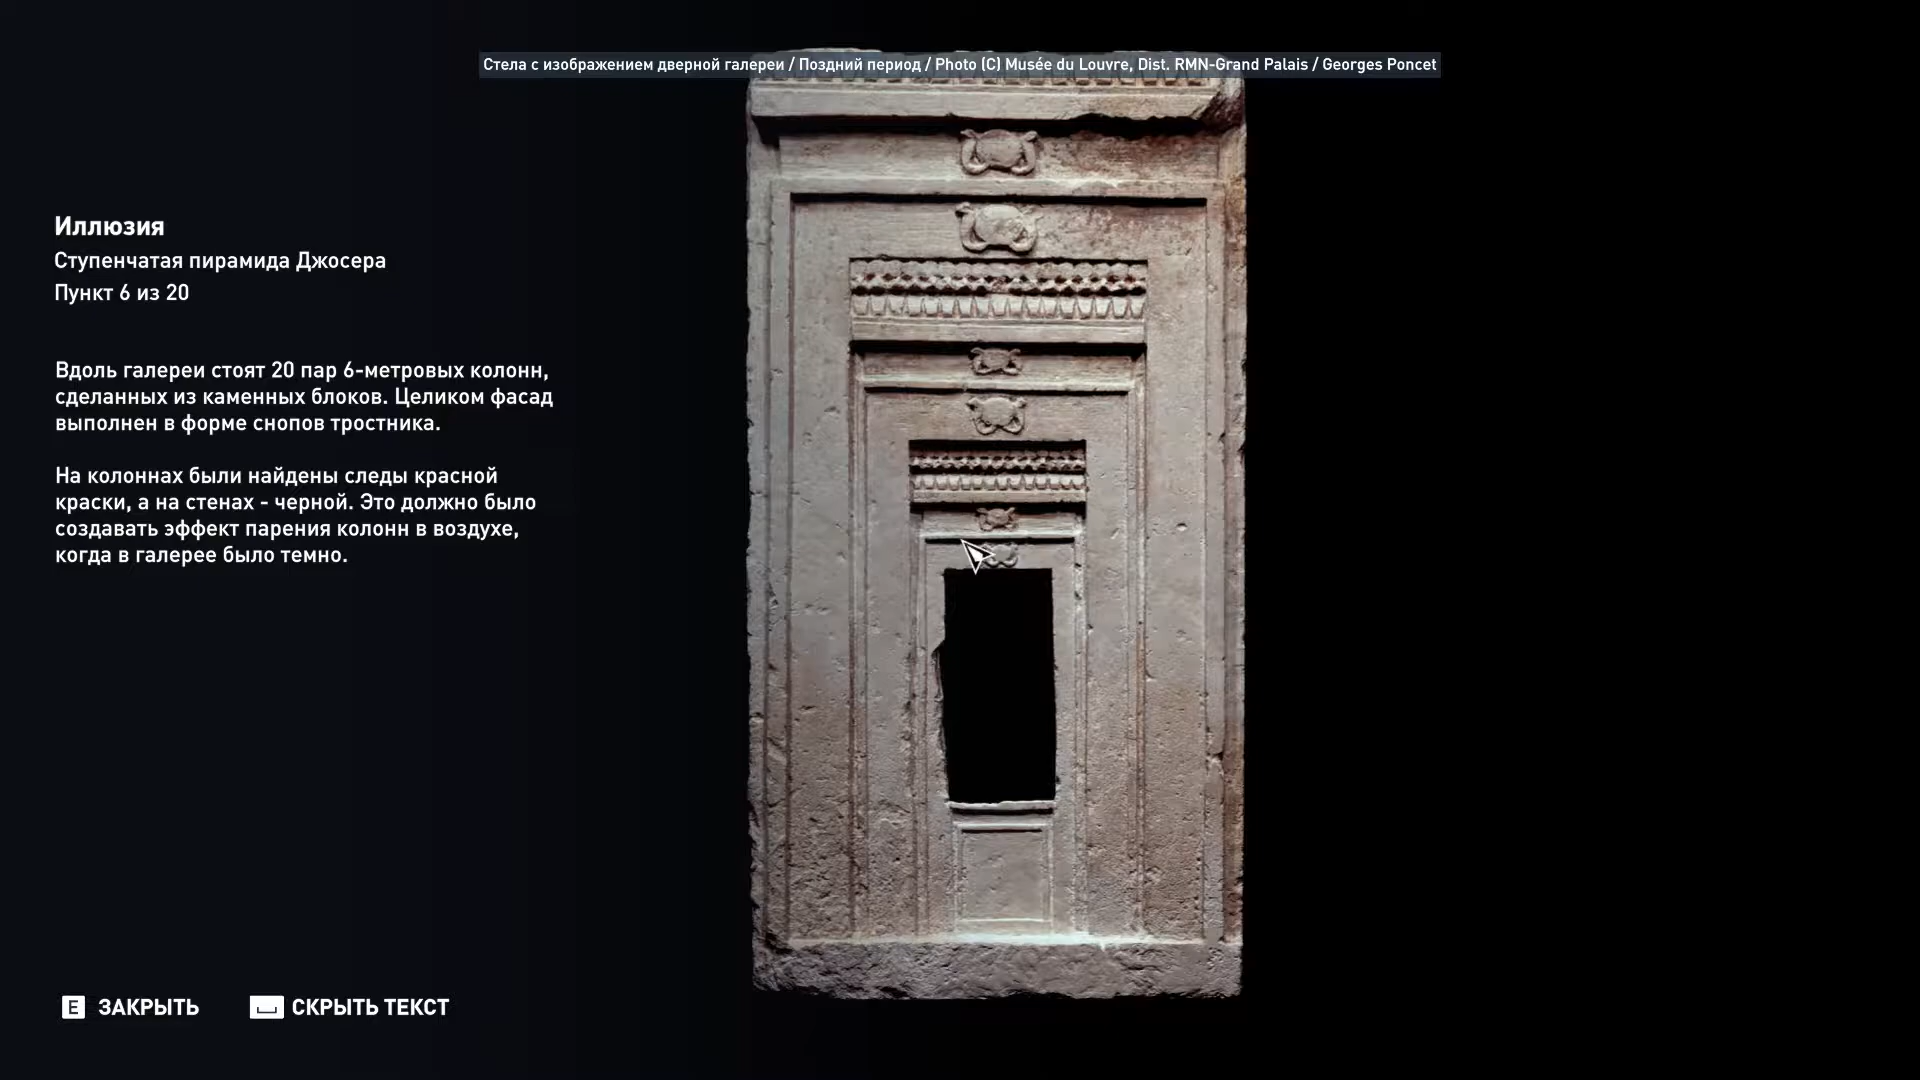 Стела с изображением дверной галереи / Поздний период / Photo (C) Musée du Louvre, Dist. RMN-Grand Palais / Georges Poncet
Иллюзия
Ступенчатая пирамида Джосера
Пункт 6 из 20
Вдоль галереи стоят 20 пар 6-метровых колонн,
сделанных из каменных блоков. Целиком фасад
выполнен в форме снопов тростника.
На колоннах были найдены следы красной
краски, а на стенах - черной. Это должно было
создавать эффект парения колонн в воздухе,
когда в галерее было темно.
E ЗАКРЫТЬ
СКРЫТЬ ТЕКСТ